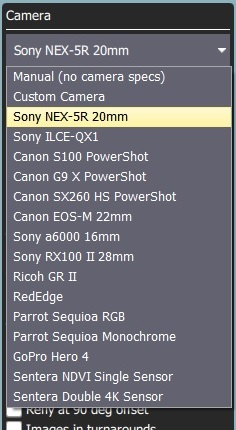 Camera
Sony NEX-5R 20mm
Manual (no camera specs)
Custom Camera
Sony NEX-5R 20mm
Sony ILCE-QX1
Canon S100 PowerShot
Canon G9 X PowerShot
Canon SX260 HS PowerShot
Canon EOS-M 22mm
Sony a6000 16mm
Sony RX100 II 28mm
Ricoh GR II
RedEdge
Parrot Sequioa RGB
Parrot Sequioa Monochrome
GoPro Hero 4
Sentera NDVI Single Sensor
Sentera Double 4K Sensor
at 90 deg offset
Images in turnarounds